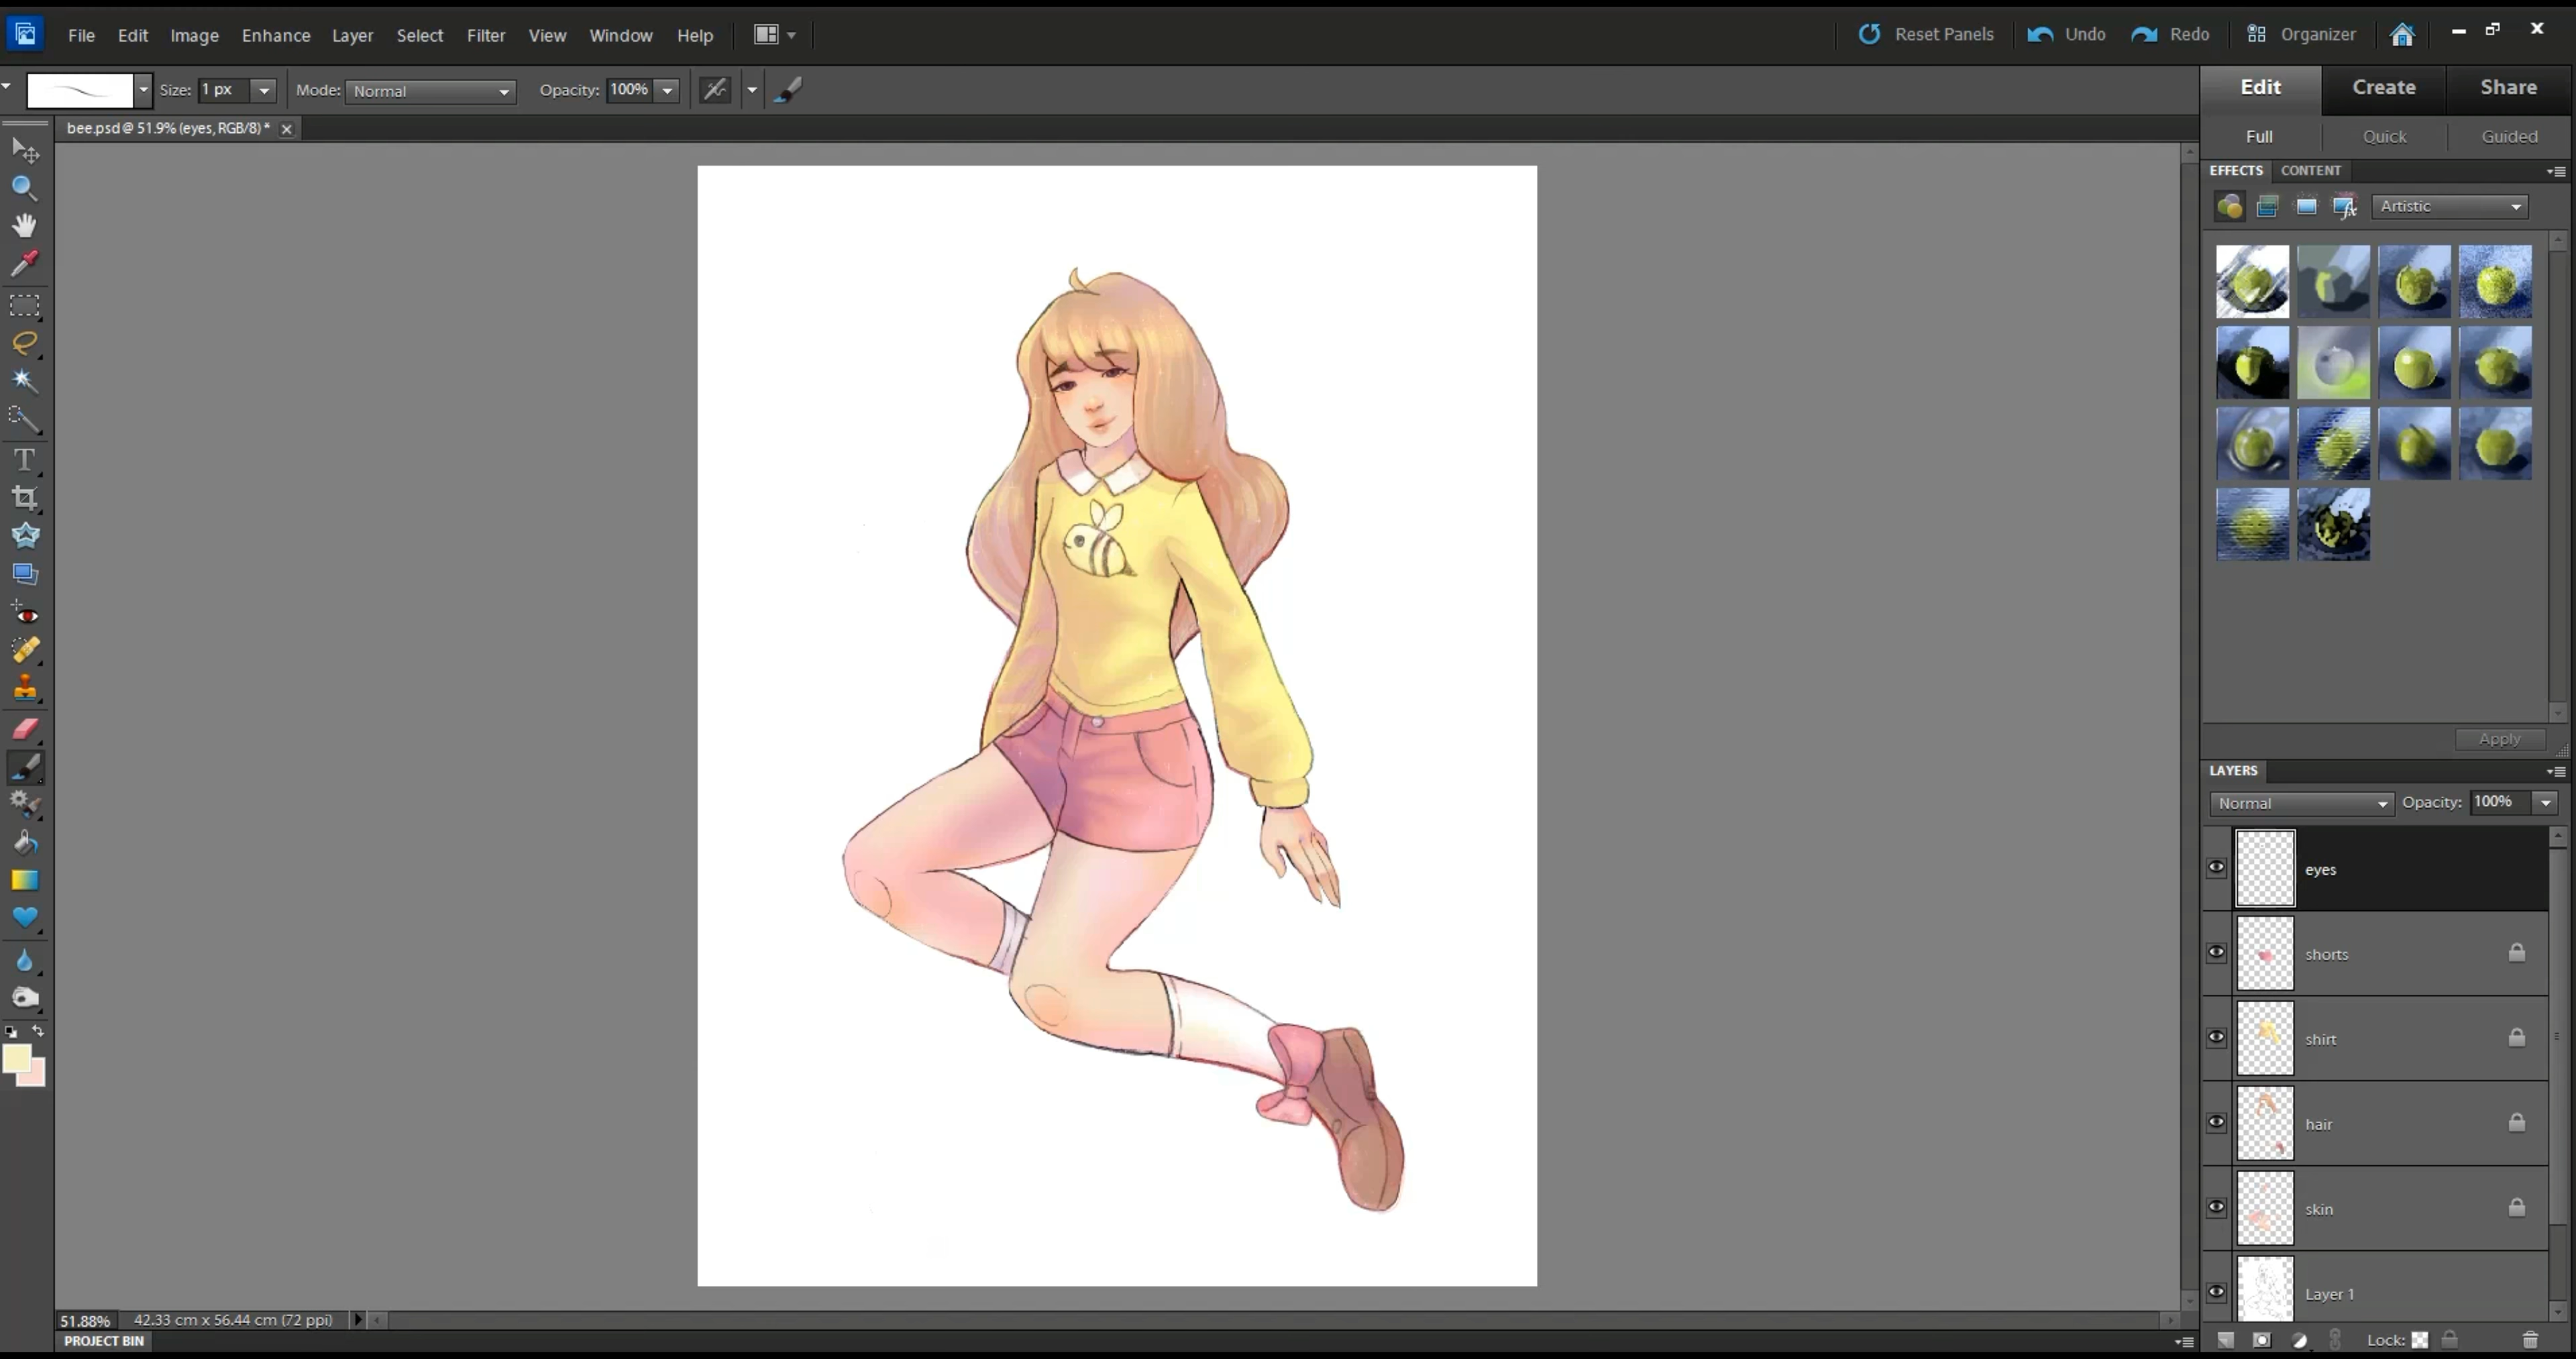 File Edit Image Enhance Layer Select Filter View Window Help Reset Panels Undo Redo Organizer
Size: 1 px Mode: Normal Opacity: 100%
Edit Create Share
bee.psd @ 51.9% (eyes, RGB/8) *
Full Quick Guided
EFFECTS CONTENT
Artistic
T
Apply
LAYERS
Normal Opacity: 100%
eyes
shorts
shirt
hair
skin
Layer 1
51.88% 42.33 cm x 56.44 cm (72 ppi)
PROJECT BIN
Lock: